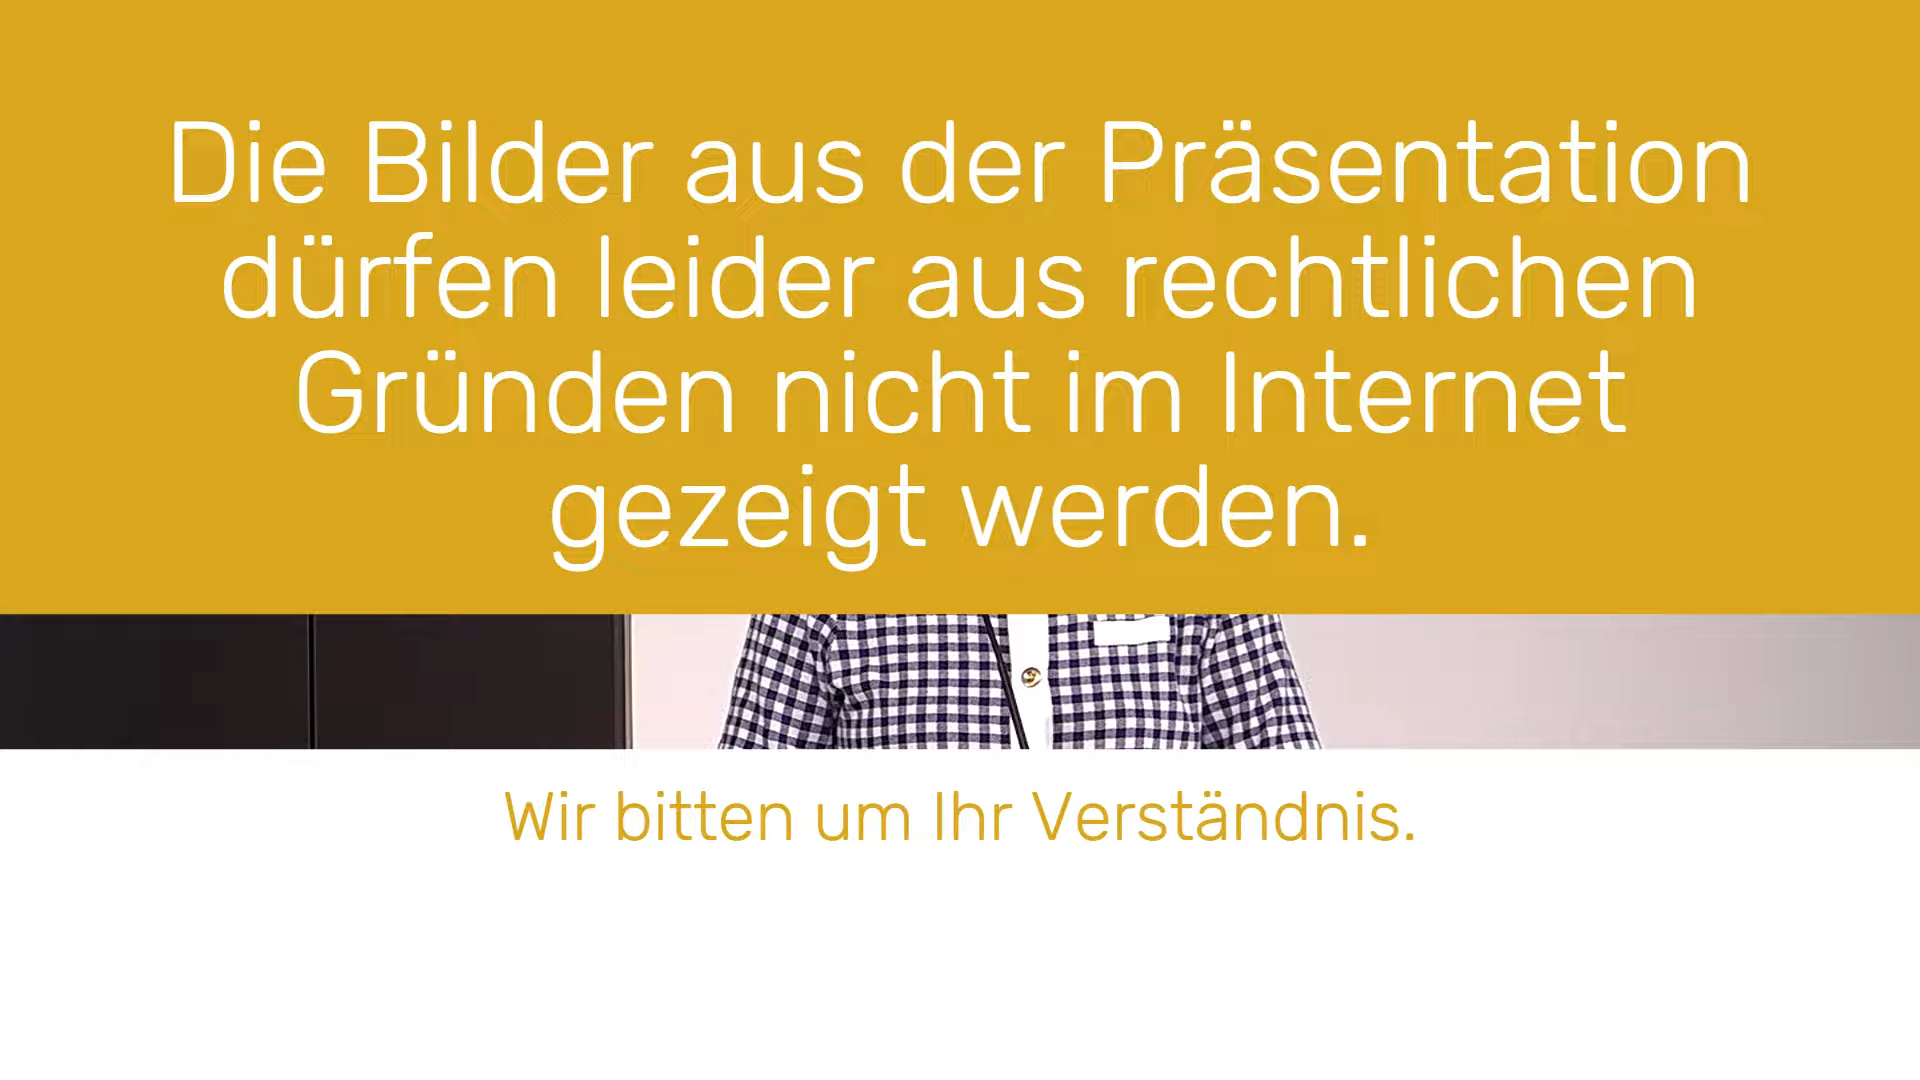 Die Bilder aus der Präsentation
dürfen leider aus rechtlichen
Gründen nicht im Internet
gezeigt werden.
Wir bitten um Ihr Verständnis.